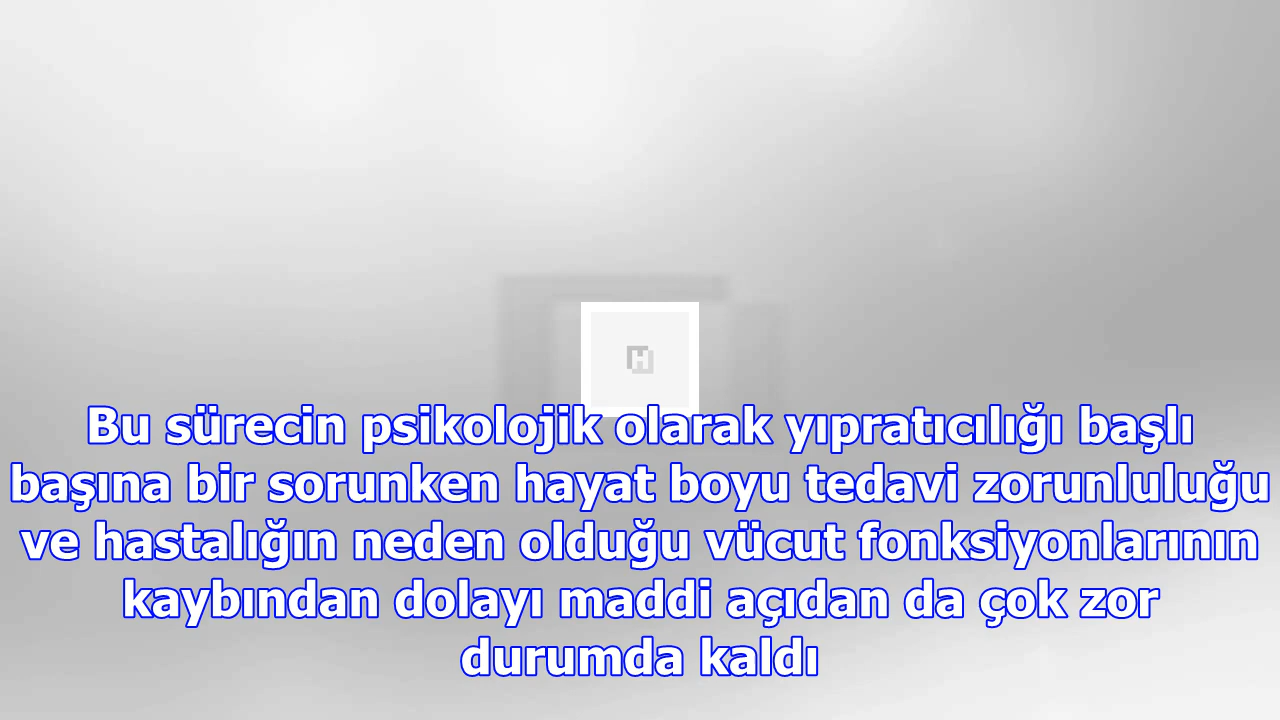 Bu sürecin psikolojik olarak yıpratıcılığı başlı
başına bir sorunken hayat boyu tedavi zorunluluğu
ve hastalığın neden olduğu vücut fonksiyonlarının
kaybından dolayı maddi açıdan da çok zor
durumda kaldı